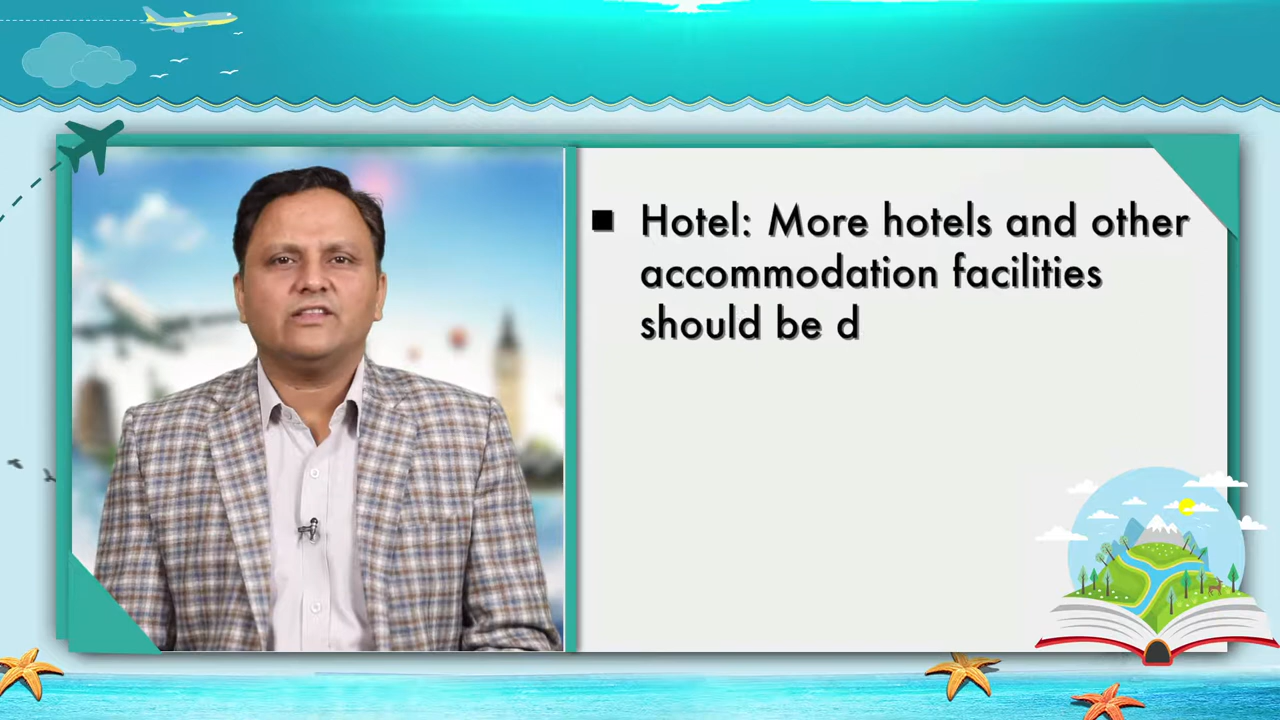 Hotel: More hotels and other
accommodation facilities
should be d